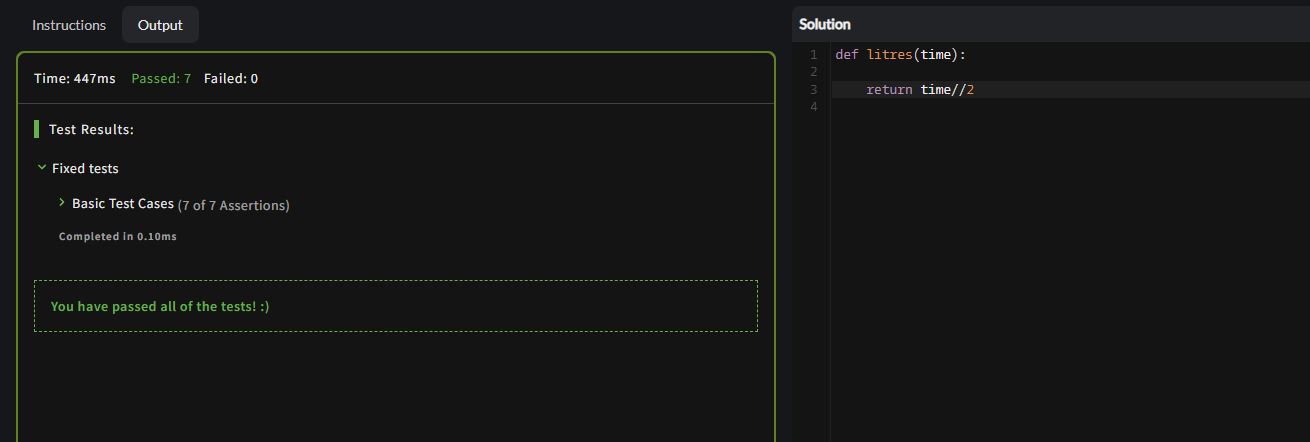 Instructions Output
Time: 447ms Passed: 7 Failed: 0
Test Results:
Fixed tests
Basic Test Cases (7 of 7 Assertions)
Completed in 0.10ms
You have passed all of the tests! :)
Solution
1 def litres(time):
2
3 return time//2
4